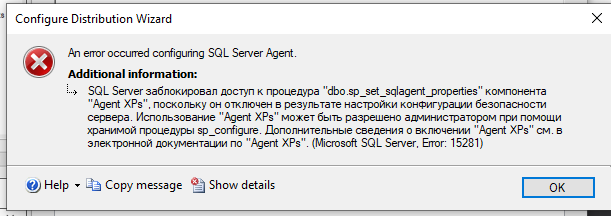 Configure Distribution Wizard
An error occurred configuring SQL Server Agent.
Additional information:
SQL Server заблокировал доступ к процедура "dbo.sp_set_sqlagent_properties" компонента
"Agent XPs", поскольку он отключен в результате настройки конфигурации безопасности
сервера. Использование "Agent XPs" может быть разрешено администратором при помощи
хранимой процедуры sp_configure. Дополнительные сведения о включении "Agent XPs" см. в
электронной документации по "Agent XPs". (Microsoft SQL Server, Error: 15281)
Help Copy message Show details
OK